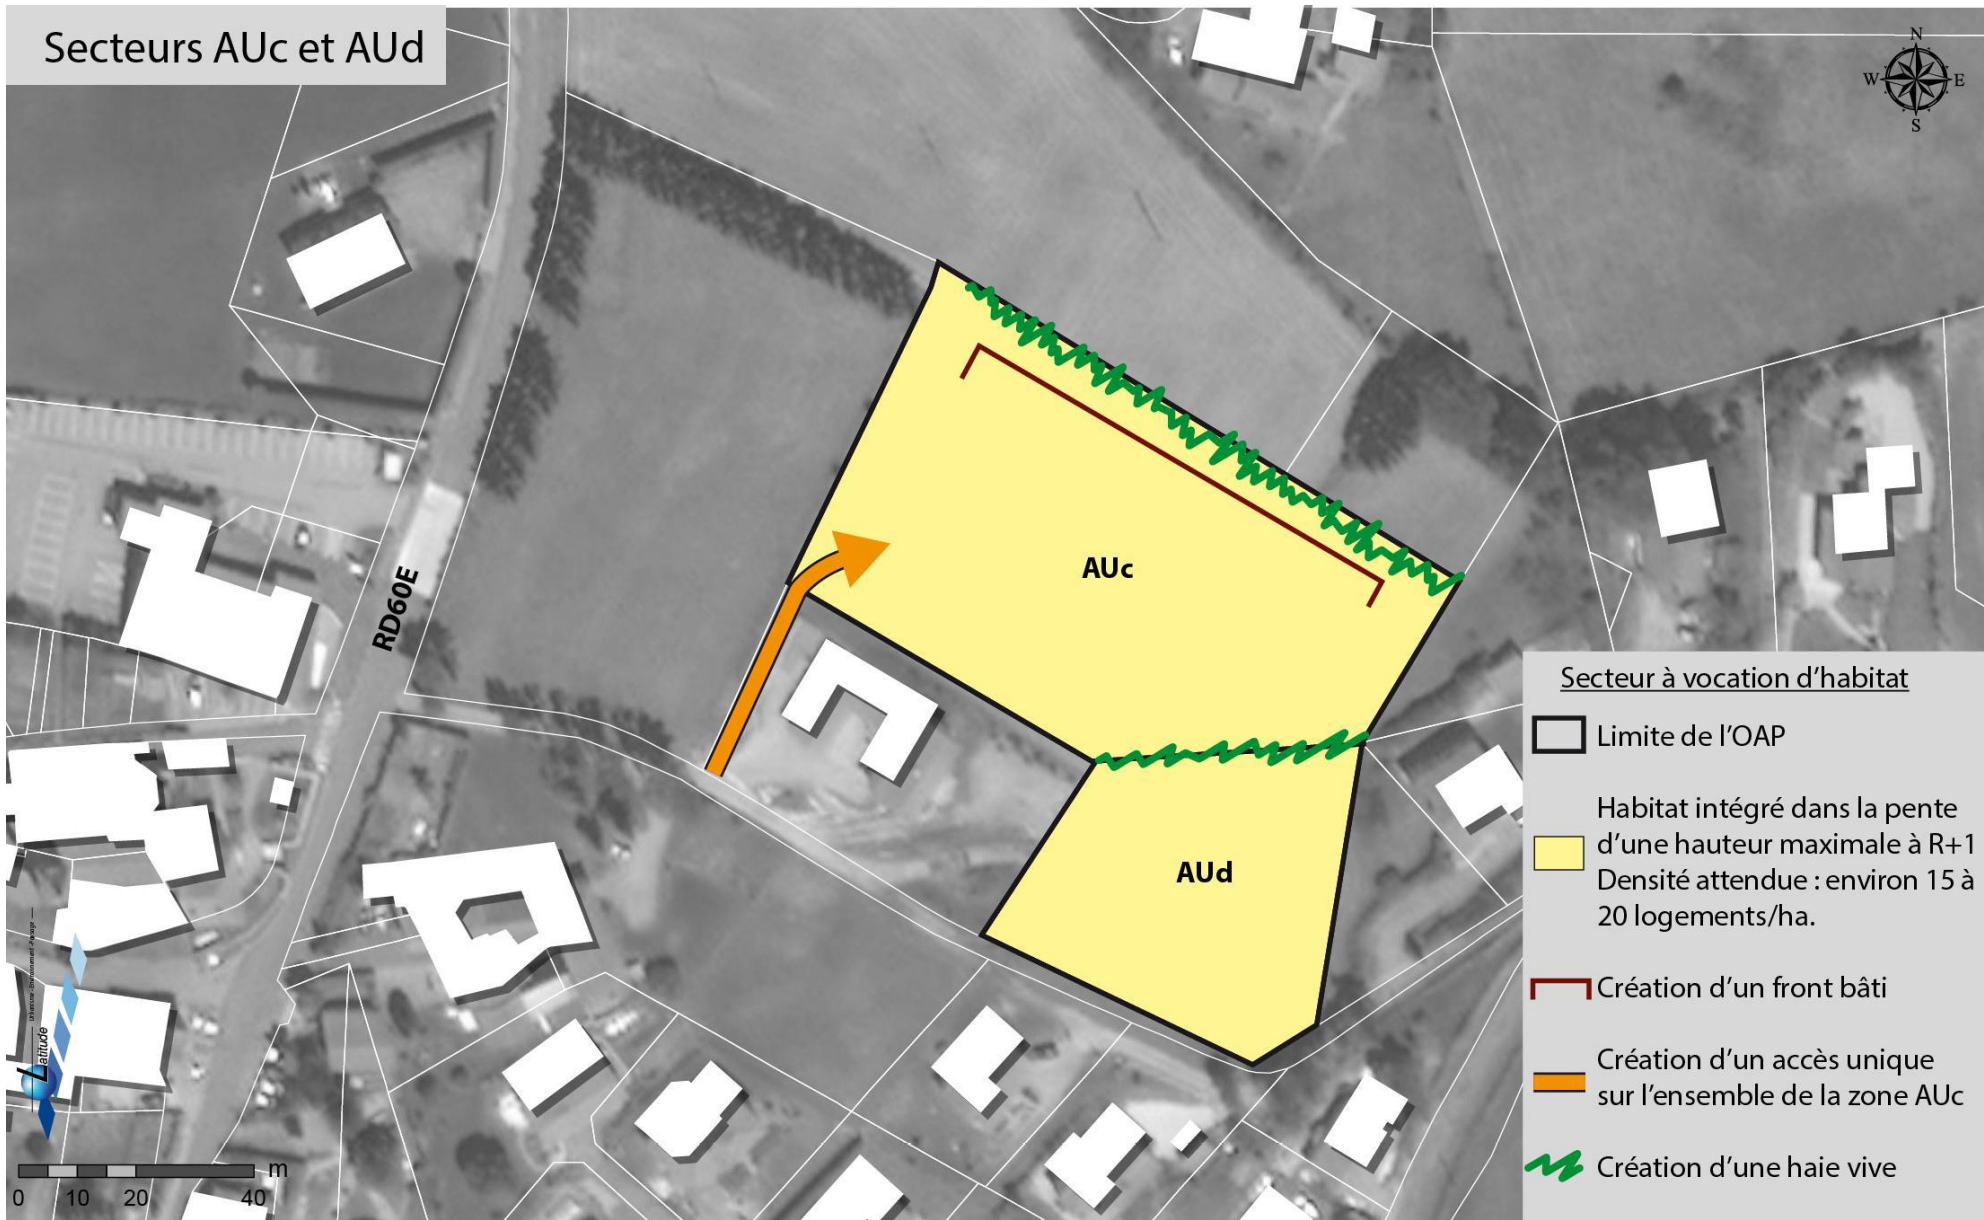 Secteurs AUc et AUd
N
W E
S
RD60E
AUc
AUd
Secteur à vocation d'habitat
Limite de l'OAP
Habitat intégré dans la pente
d'une hauteur maximale à R+1
Densité attendue : environ 15 à
20 logements/ha.
Création d'un front bâti
Création d'un accès unique
sur l'ensemble de la zone AUc
Création d'une haie vive
Latitude
m
0 10 20 40